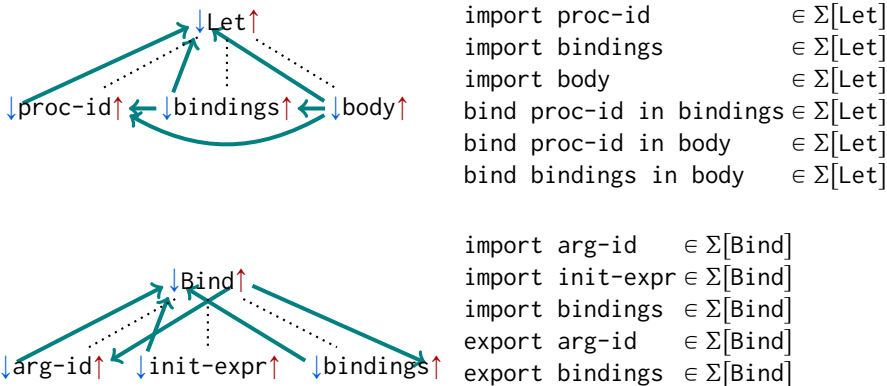 ↓Let↑
↓proc-id↑ ↓bindings↑ ↓body↑
import proc-id ∈ Σ[Let]
import bindings ∈ Σ[Let]
import body ∈ Σ[Let]
bind proc-id in bindings ∈ Σ[Let]
bind proc-id in body ∈ Σ[Let]
bind bindings in body ∈ Σ[Let]
↓Bind↑
↓arg-id↑ ↓init-expr↑ ↓bindings↑
import arg-id ∈ Σ[Bind]
import init-expr ∈ Σ[Bind]
import bindings ∈ Σ[Bind]
export arg-id ∈ Σ[Bind]
export bindings ∈ Σ[Bind]